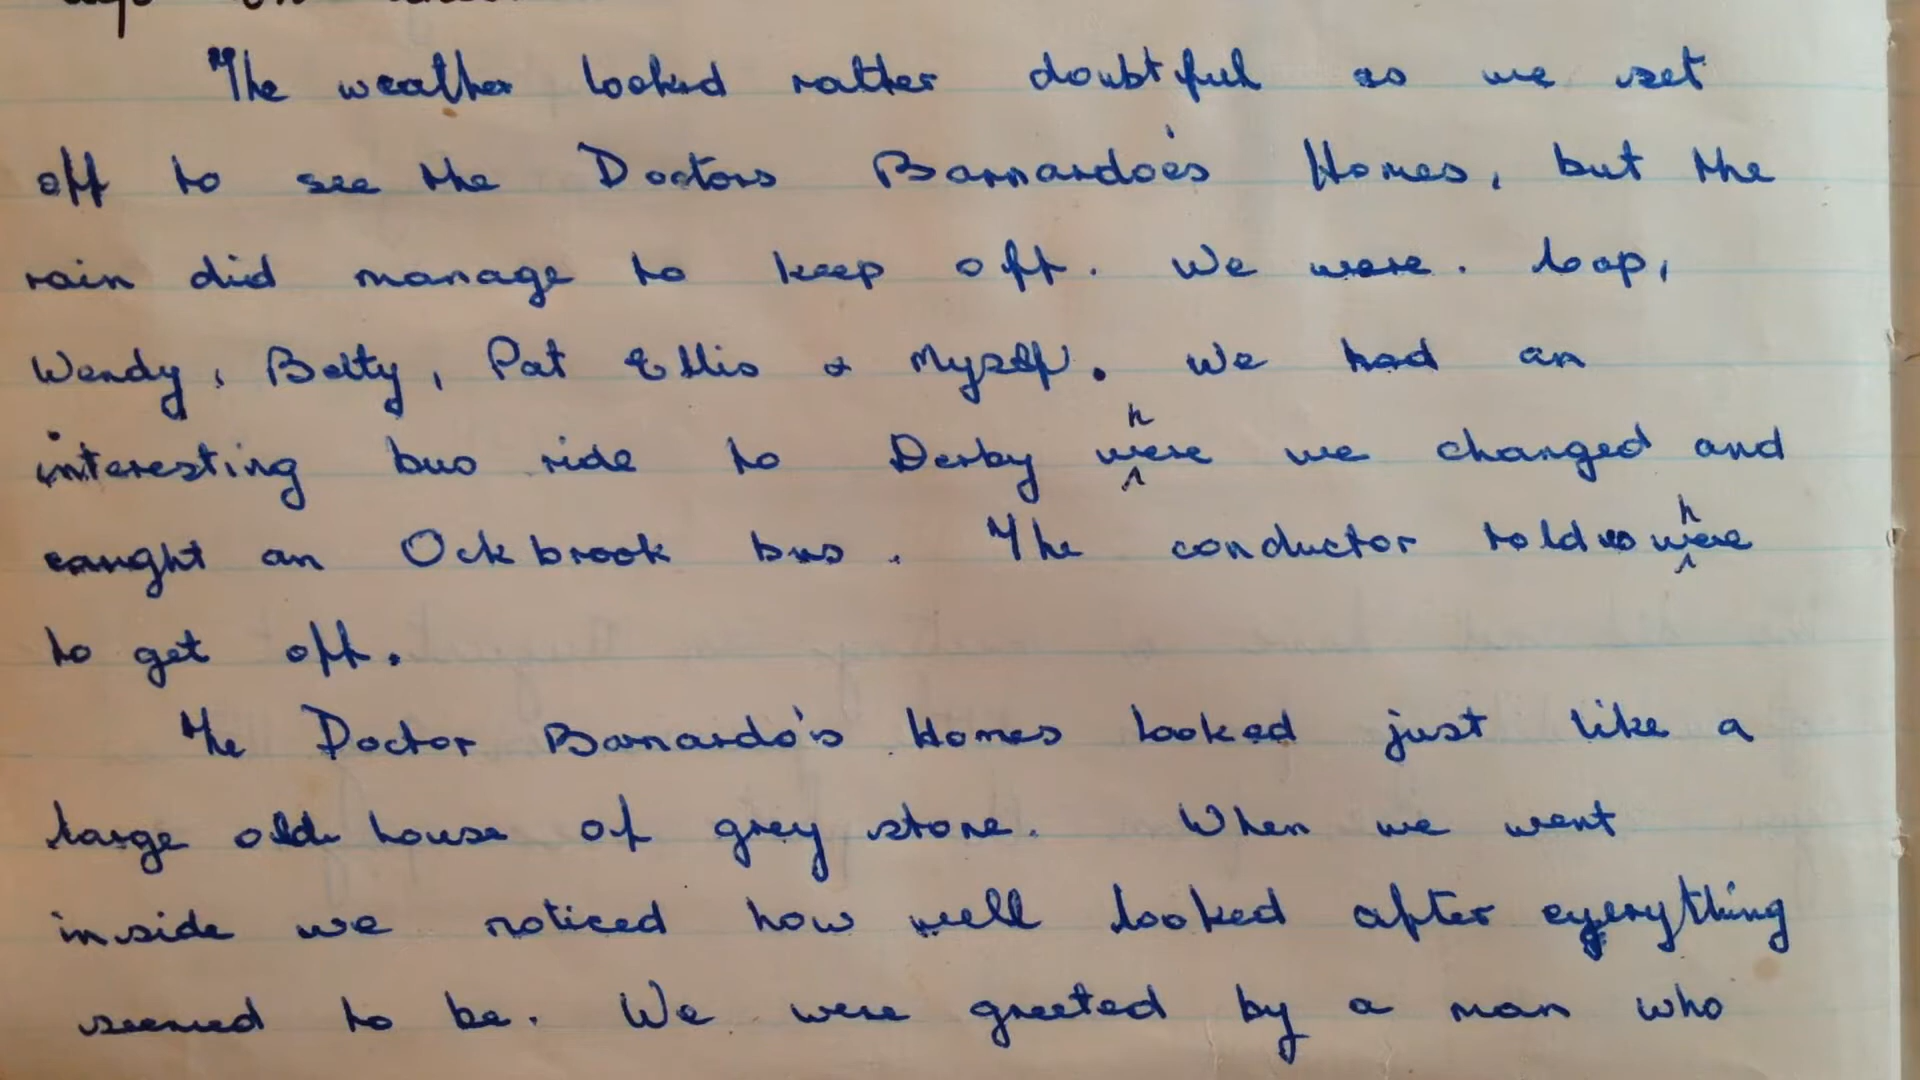 The weather looked rather doubtful so we set
off to see the Doctors Barnardoe's Homes, but the
rain did manage to keep off. We were. Loop,
Wendy, Betty, Pat Ellis & Myself. We had an
interesting bus ride to Derby where we changed and
caught an Ockbrook bus. The conductor told us where
to get off.
The Doctor Barnardo's Homes looked just like a
large old house of grey stone. When we went
inside we noticed how well looked after everything
seemed to be. We were greeted by a man who